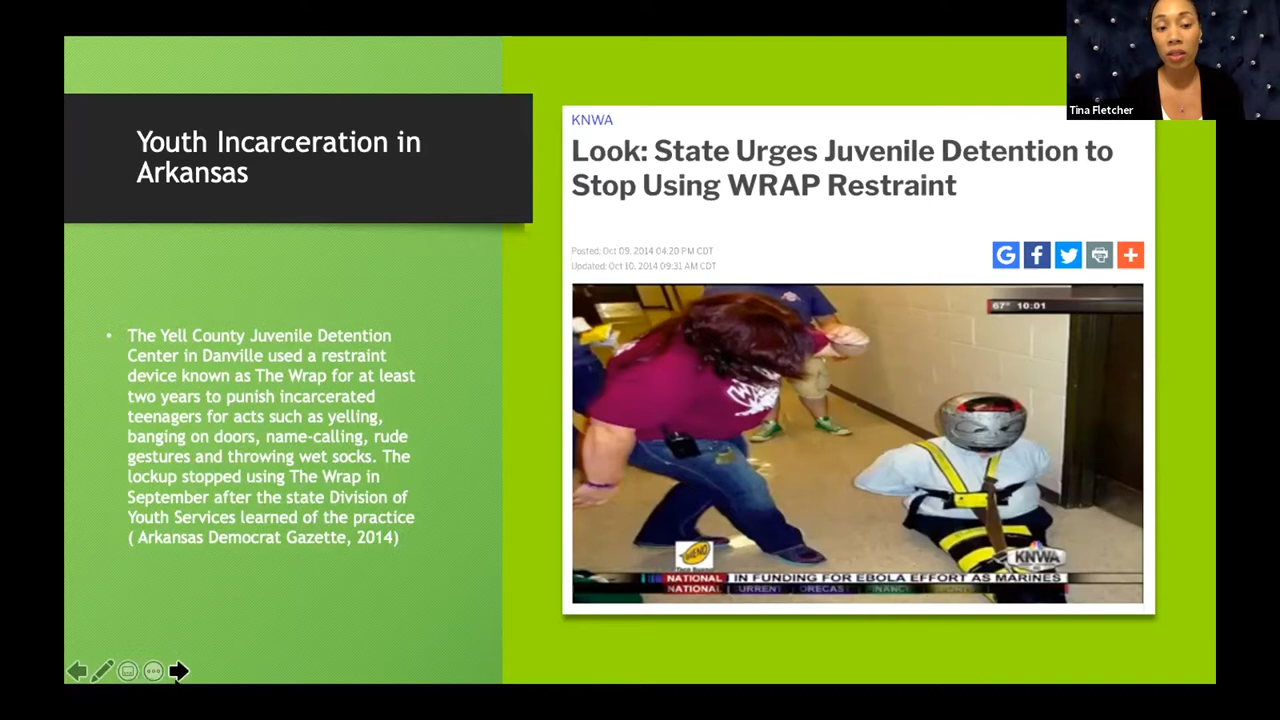 Tina Fletcher
Youth Incarceration in
Arkansas
• The Yell County Juvenile Detention
Center in Danville used a restraint
device known as The Wrap for at least
two years to punish incarcerated
teenagers for acts such as yelling,
banging on doors, name-calling, rude
gestures and throwing wet socks. The
lockup stopped using The Wrap in
September after the state Division of
Youth Services learned of the practice
( Arkansas Democrat Gazette, 2014)
KNWA
Look: State Urges Juvenile Detention to
Stop Using WRAP Restraint
Posted: Oct 09, 2014 04:20 PM CDT
Updated: Oct 10, 2014 09:31 AM CDT
67° 10:01
KNWA
NATIONAL IN FUNDING FOR EBOLA EFFORT AS MARINES
NATIONAL